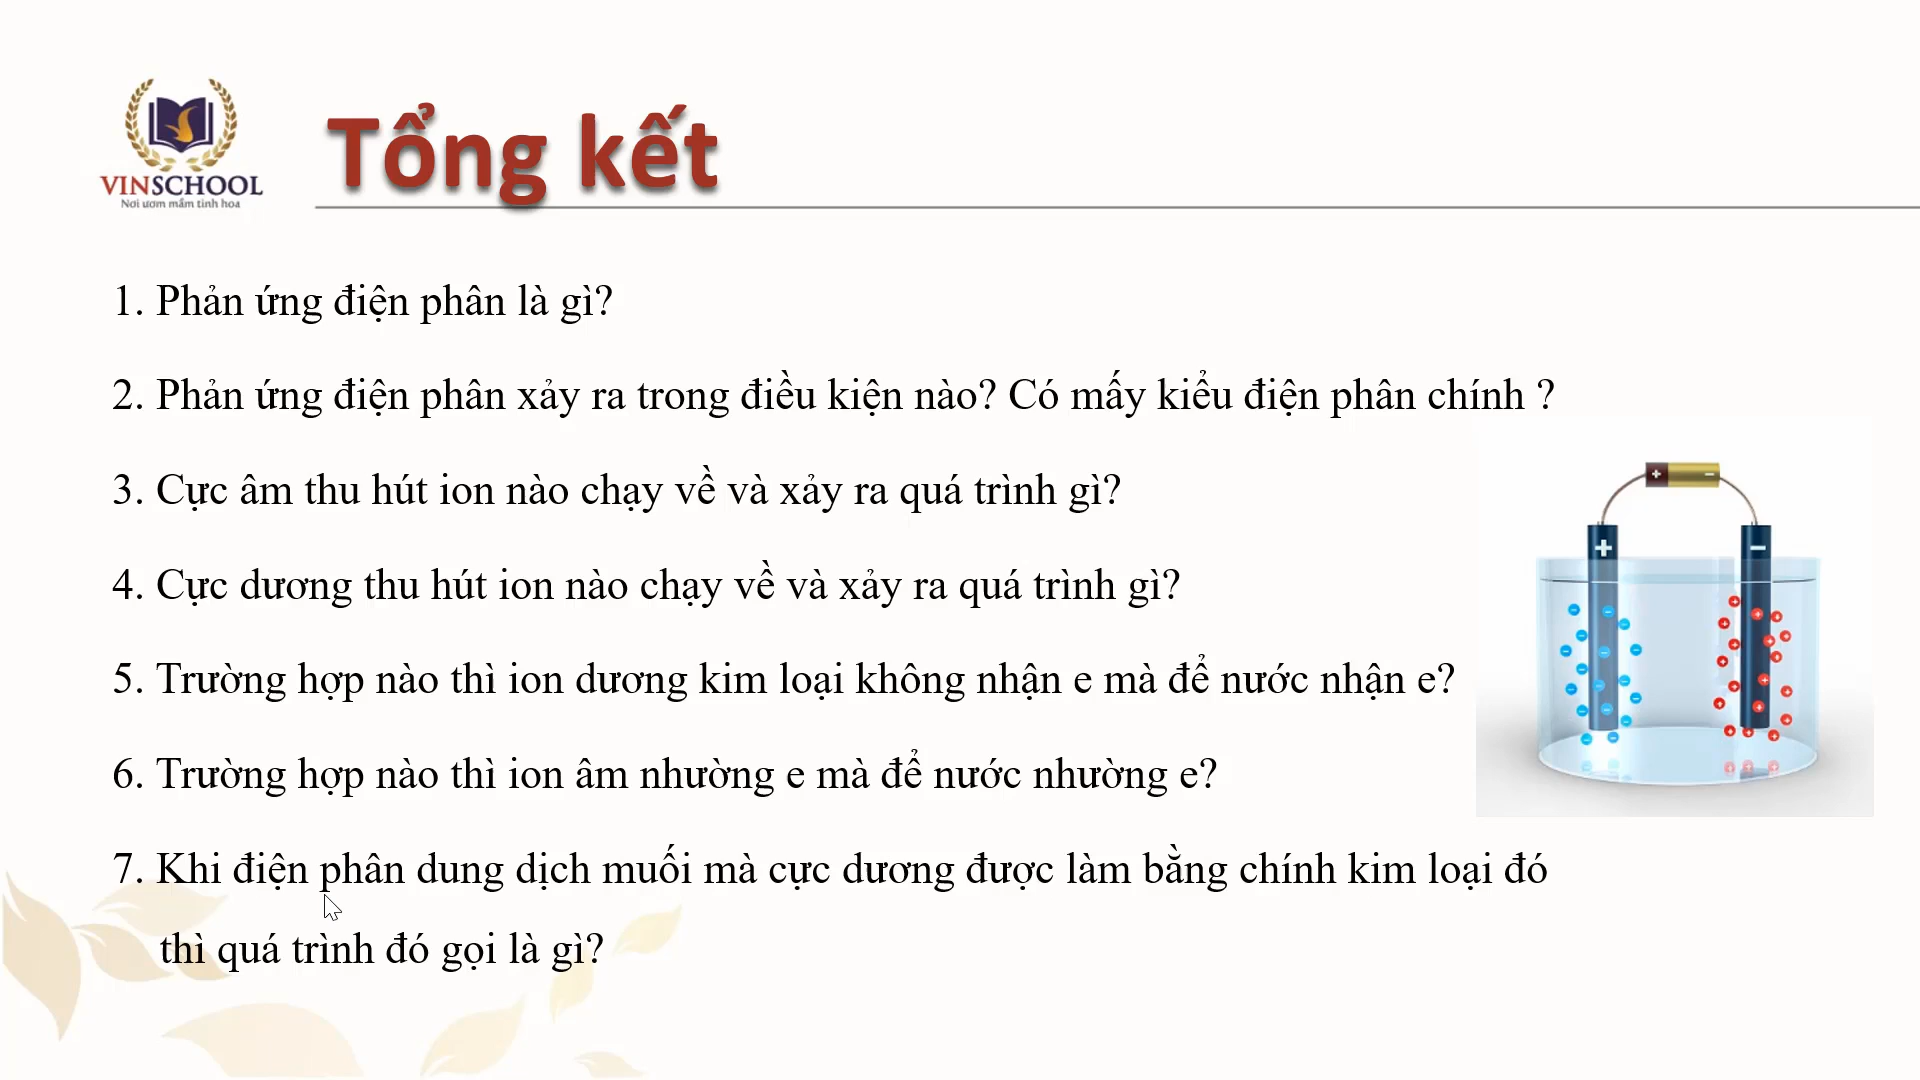 VINSCHOOL
Nơi ươm mầm tinh hoa
Tổng kết
1. Phản ứng điện phân là gì?
2. Phản ứng điện phân xảy ra trong điều kiện nào? Có mấy kiểu điện phân chính ?
3. Cực âm thu hút ion nào chạy về và xảy ra quá trình gì?
4. Cực dương thu hút ion nào chạy về và xảy ra quá trình gì?
5. Trường hợp nào thì ion dương kim loại không nhận e mà để nước nhận e?
6. Trường hợp nào thì ion âm nhường e mà để nước nhường e?
7. Khi điện phân dung dịch muối mà cực dương được làm bằng chính kim loại đó
thì quá trình đó gọi là gì?